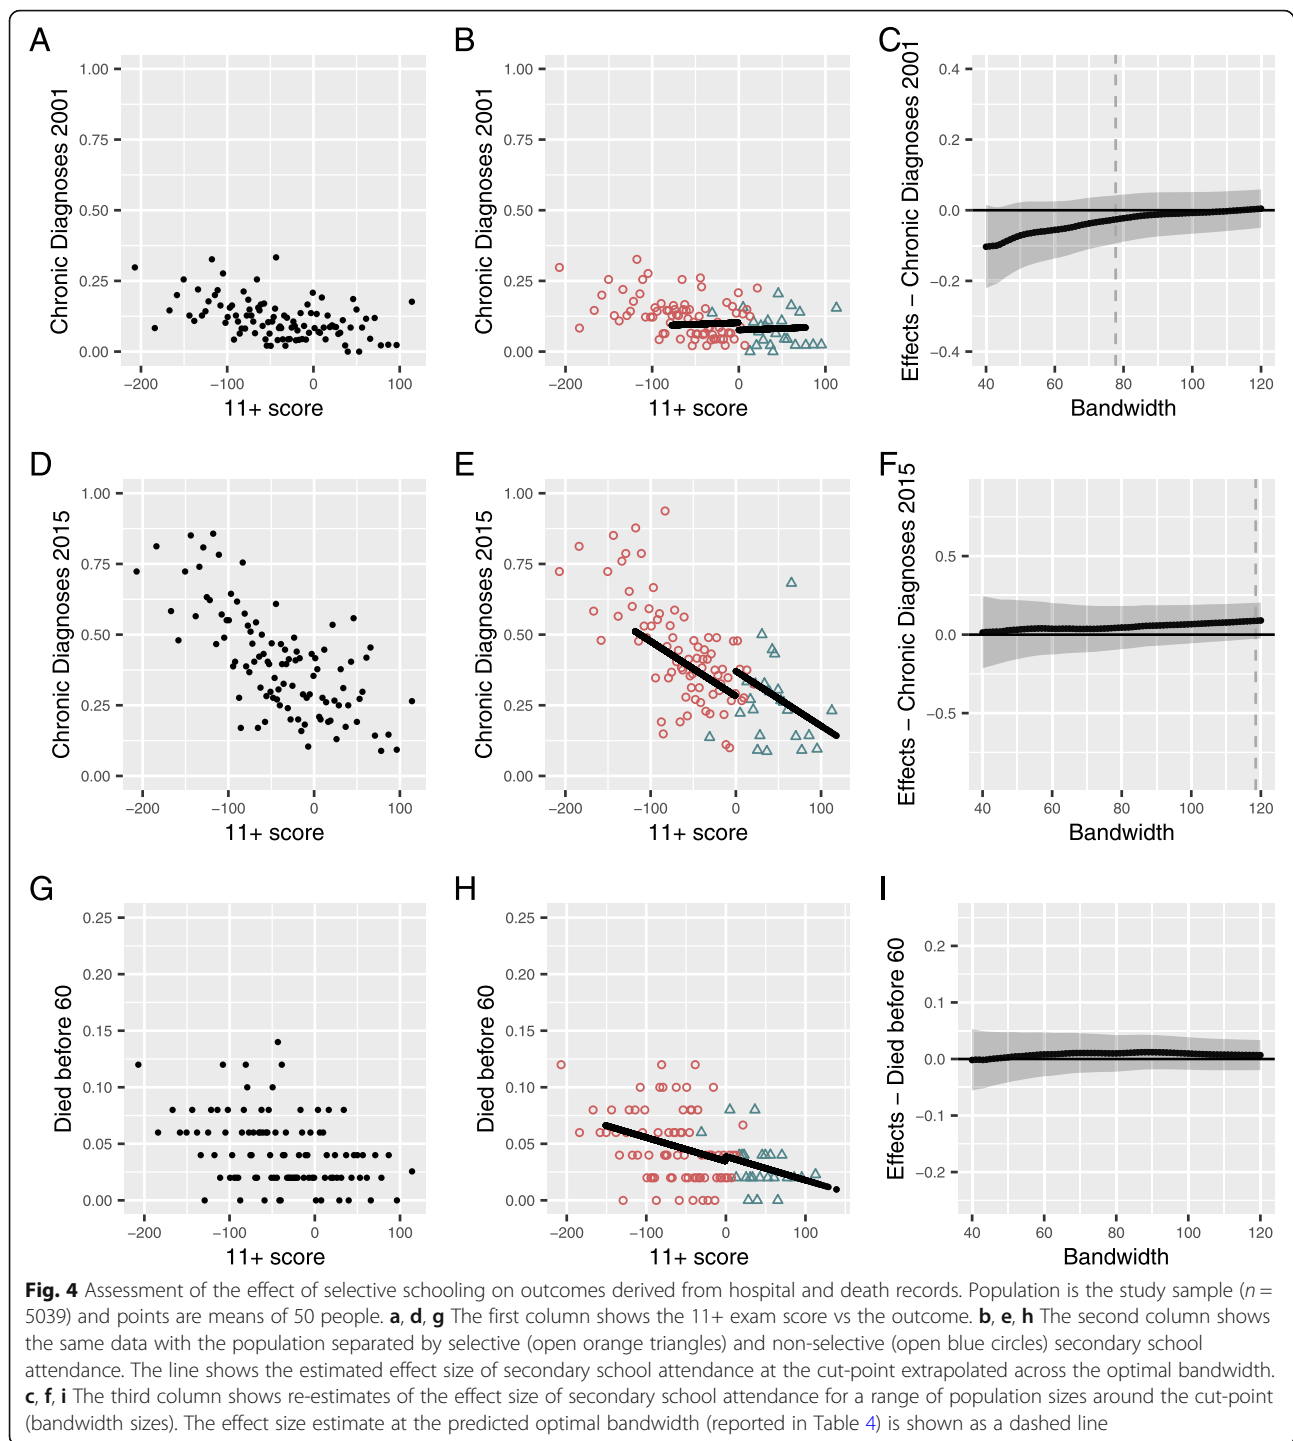 A
Chronic Diagnoses 2001
1.00
0.75
0.50
0.25
0.00
−200
−100
0
100
11+ score
B
Chronic Diagnoses 2001
1.00
0.75
0.50
0.25
0.00
−200
−100
0
100
11+ score
C
Effects − Chronic Diagnoses 2001
0.4
0.2
0.0
−0.2
−0.4
40
60
80
100
120
Bandwidth
D
Chronic Diagnoses 2015
1.00
0.75
0.50
0.25
0.00
−200
−100
0
100
11+ score
E
Chronic Diagnoses 2015
1.00
0.75
0.50
0.25
0.00
−200
−100
0
100
11+ score
F
Effects − Chronic Diagnoses 2015
0.5
0.0
−0.5
40
60
80
100
120
Bandwidth
G
Died before 60
0.25
0.20
0.15
0.10
0.05
0.00
−200
−100
0
100
11+ score
H
Died before 60
0.25
0.20
0.15
0.10
0.05
0.00
−200
−100
0
100
11+ score
I
Effects − Died before 60
0.2
0.1
0.0
−0.1
−0.2
40
60
80
100
120
Bandwidth
Fig. 4 Assessment of the effect of selective schooling on outcomes derived from hospital and death records. Population is the study sample (n =
5039) and points are means of 50 people. a, d, g The first column shows the 11+ exam score vs the outcome. b, e, h The second column shows
the same data with the population separated by selective (open orange triangles) and non-selective (open blue circles) secondary school
attendance. The line shows the estimated effect size of secondary school attendance at the cut-point extrapolated across the optimal bandwidth.
c, f, i The third column shows re-estimates of the effect size of secondary school attendance for a range of population sizes around the cut-point
(bandwidth sizes). The effect size estimate at the predicted optimal bandwidth (reported in Table 4) is shown as a dashed line